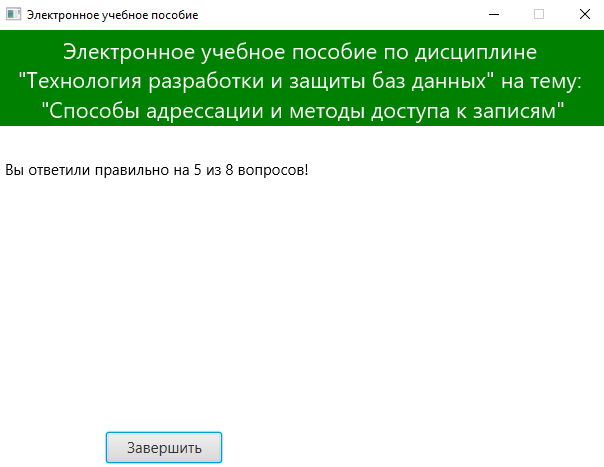 Электронное учебное пособие
Электронное учебное пособие по дисциплине
"Технология разработки и защиты баз данных" на тему:
"Способы адрессации и методы доступа к записям"
Вы ответили правильно на 5 из 8 вопросов!
Завершить